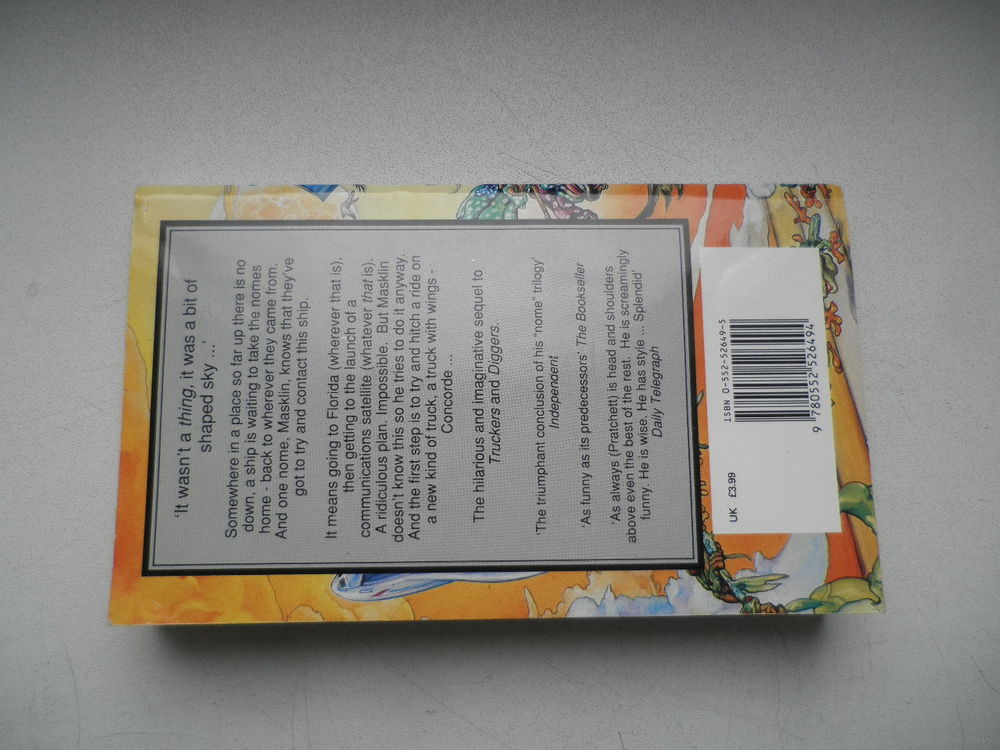 'It wasn't a thing, it was a bit of
shaped sky ...'
Somewhere in a place so far up there is no
down, a ship is waiting to take the nomes
home - back to wherever they came from.
And one nome, Masklin, knows that they've
got to try and contact this ship.
It means going to Florida (wherever that is),
then getting to the launch of a
communications satellite (whatever that is).
A ridiculous plan. Impossible. But Masklin
doesn't know this so he tries to do it anyway.
And the first step is to try and hitch a ride on
a new kind of truck, a truck with wings -
Concorde ...
The hilarious and imaginative sequel to
Truckers and Diggers.
'The triumphant conclusion of his "nome" trilogy'
Independent
'As funny as its predecessors' The Bookseller
'As always (Pratchett) is head and shoulders
above even the best of the rest. He is screamingly
funny. He is wise. He has style ... Splendid'
Daily Telegraph
UK £3.99
ISBN 0-552-52649-5
9 780552 526494